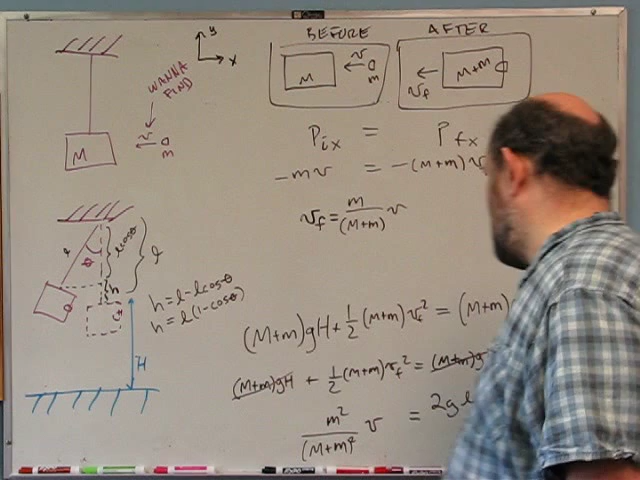 y
x
BEFORE
AFTER
M
v
m
M+m
v_f
WANNA
FIND
M
v
m
P_ix = P_fx
-mv = -(M+m)v
v_f = m/(M+m) v
l
θ
lcosθ
l
h
h = l - lcosθ
h = l(1-cosθ)
H
(M+m)gH + 1/2 (M+m) v_f^2 = (M+m)
(M+m)gH + 1/2 (M+m) v_f^2 = (M+m)g
m^2/(M+m)^2 v = 2gl